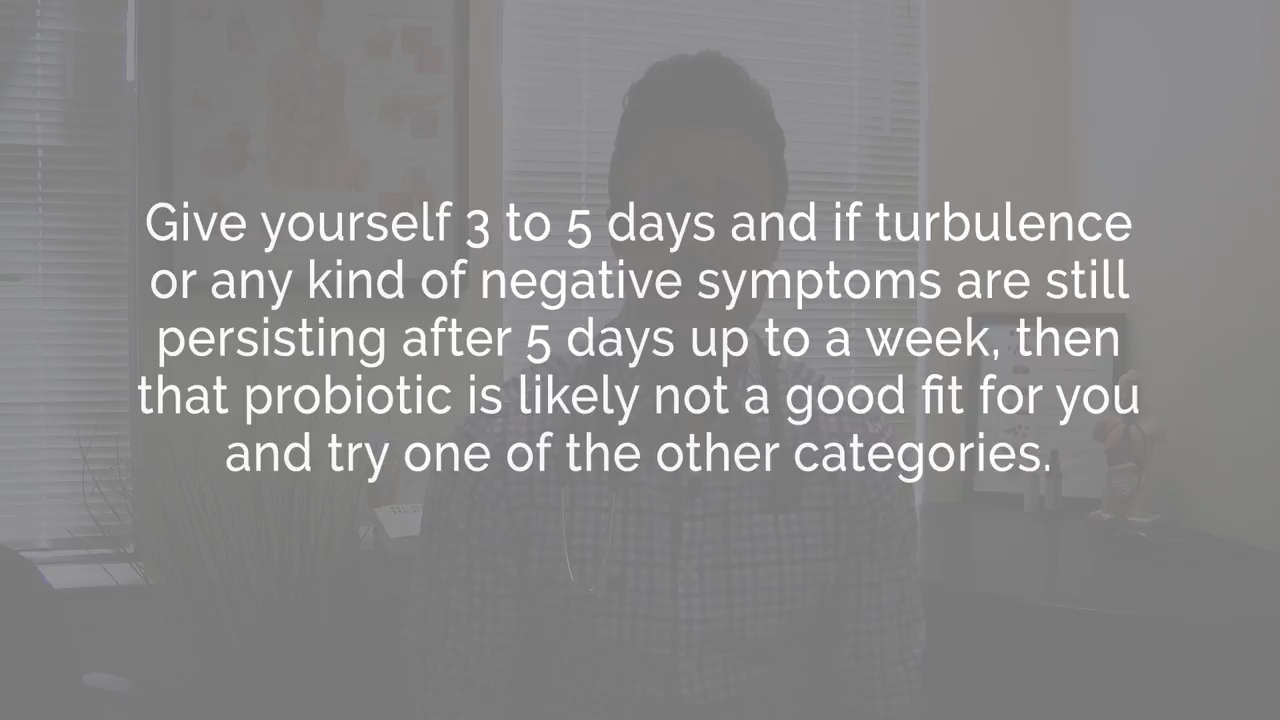 Give yourself 3 to 5 days and if turbulence
or any kind of negative symptoms are still
persisting after 5 days up to a week, then
that probiotic is likely not a good fit for you
and try one of the other categories.